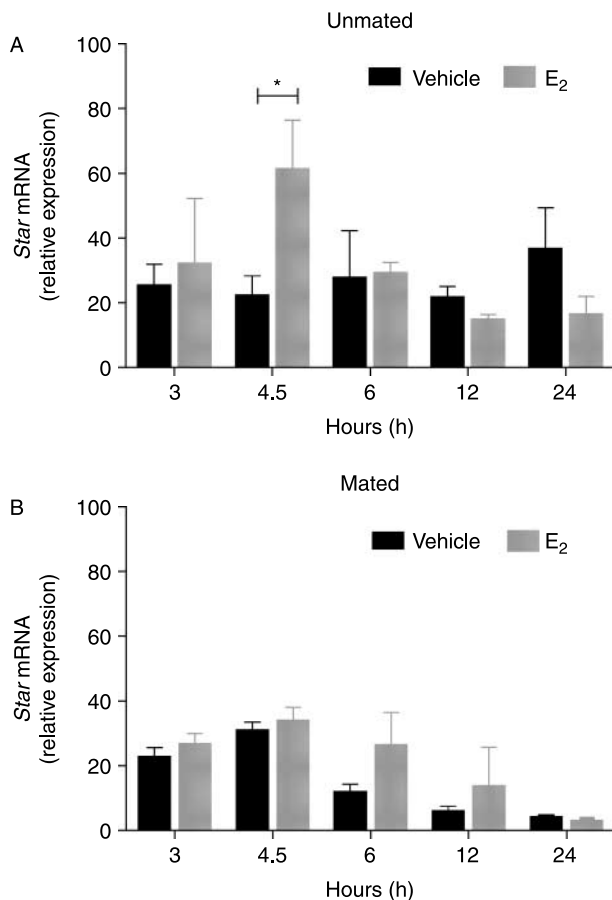 Unmated
A
100
80
60
40
20
0
Star mRNA
(relative expression)
Vehicle
E₂
*
3
4.5
6
12
24
Hours (h)
Mated
B
100
80
60
40
20
0
Star mRNA
(relative expression)
Vehicle
E₂
3
4.5
6
12
24
Hours (h)